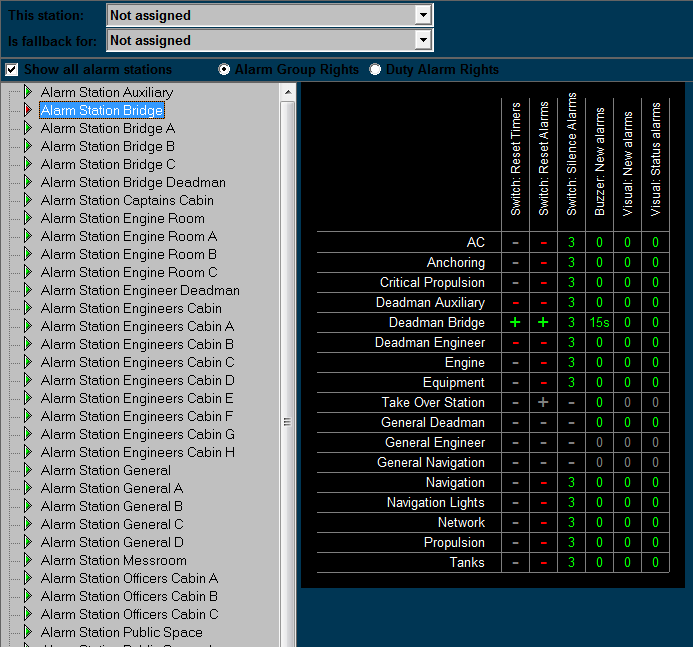 This station: Not assigned
Is fallback for: Not assigned
Show all alarm stations Alarm Group Rights Duty Alarm Rights
Alarm Station Auxiliary
Alarm Station Bridge
Alarm Station Bridge A
Alarm Station Bridge B
Alarm Station Bridge C
Alarm Station Bridge Deadman
Alarm Station Captains Cabin
Alarm Station Engine Room
Alarm Station Engine Room A
Alarm Station Engine Room B
Alarm Station Engine Room C
Alarm Station Engineer Deadman
Alarm Station Engineers Cabin
Alarm Station Engineers Cabin A
Alarm Station Engineers Cabin B
Alarm Station Engineers Cabin C
Alarm Station Engineers Cabin D
Alarm Station Engineers Cabin E
Alarm Station Engineers Cabin F
Alarm Station Engineers Cabin G
Alarm Station Engineers Cabin H
Alarm Station General
Alarm Station General A
Alarm Station General B
Alarm Station General C
Alarm Station General D
Alarm Station Messroom
Alarm Station Officers Cabin A
Alarm Station Officers Cabin B
Alarm Station Officers Cabin C
Alarm Station Public Space
Switch: Reset Timers
Switch: Reset Alarms
Switch: Silence Alarms
Buzzer: New alarms
Visual: New alarms
Visual: Status alarms
AC - - 3 0 0 0
Anchoring - - 3 0 0 0
Critical Propulsion - - 3 0 0 0
Deadman Auxiliary - - 3 0 0 0
Deadman Bridge + + 3 15s 0 0
Deadman Engineer - - 3 0 0 0
Engine - - 3 0 0 0
Equipment - - 3 0 0 0
Take Over Station - + - 0 0 0
General Deadman - - - 0 0 0
General Engineer - - - 0 0 0
General Navigation - - - 0 0 0
Navigation - - 3 0 0 0
Navigation Lights - - 3 0 0 0
Network - - 3 0 0 0
Propulsion - - 3 0 0 0
Tanks - - 3 0 0 0